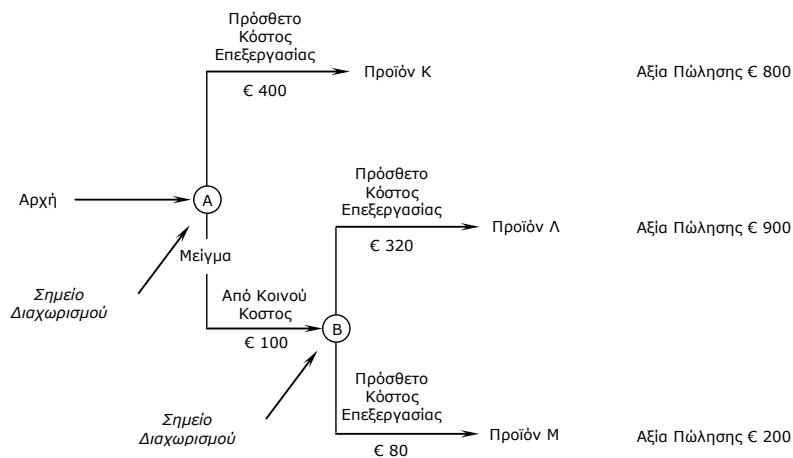 Πρόσθετο
Κόστος
Επεξεργασίας
€ 400
Προϊόν Κ
Αξία Πώλησης € 800
Αρχή
Α
Μείγμα
Σημείο
Διαχωρισμού
Πρόσθετο
Κόστος
Επεξεργασίας
€ 320
Προϊόν Λ
Αξία Πώλησης € 900
Από Κοινού
Κοστος
€ 100
Β
Σημείο
Διαχωρισμού
Πρόσθετο
Κόστος
Επεξεργασίας
€ 80
Προϊόν Μ
Αξία Πώλησης € 200